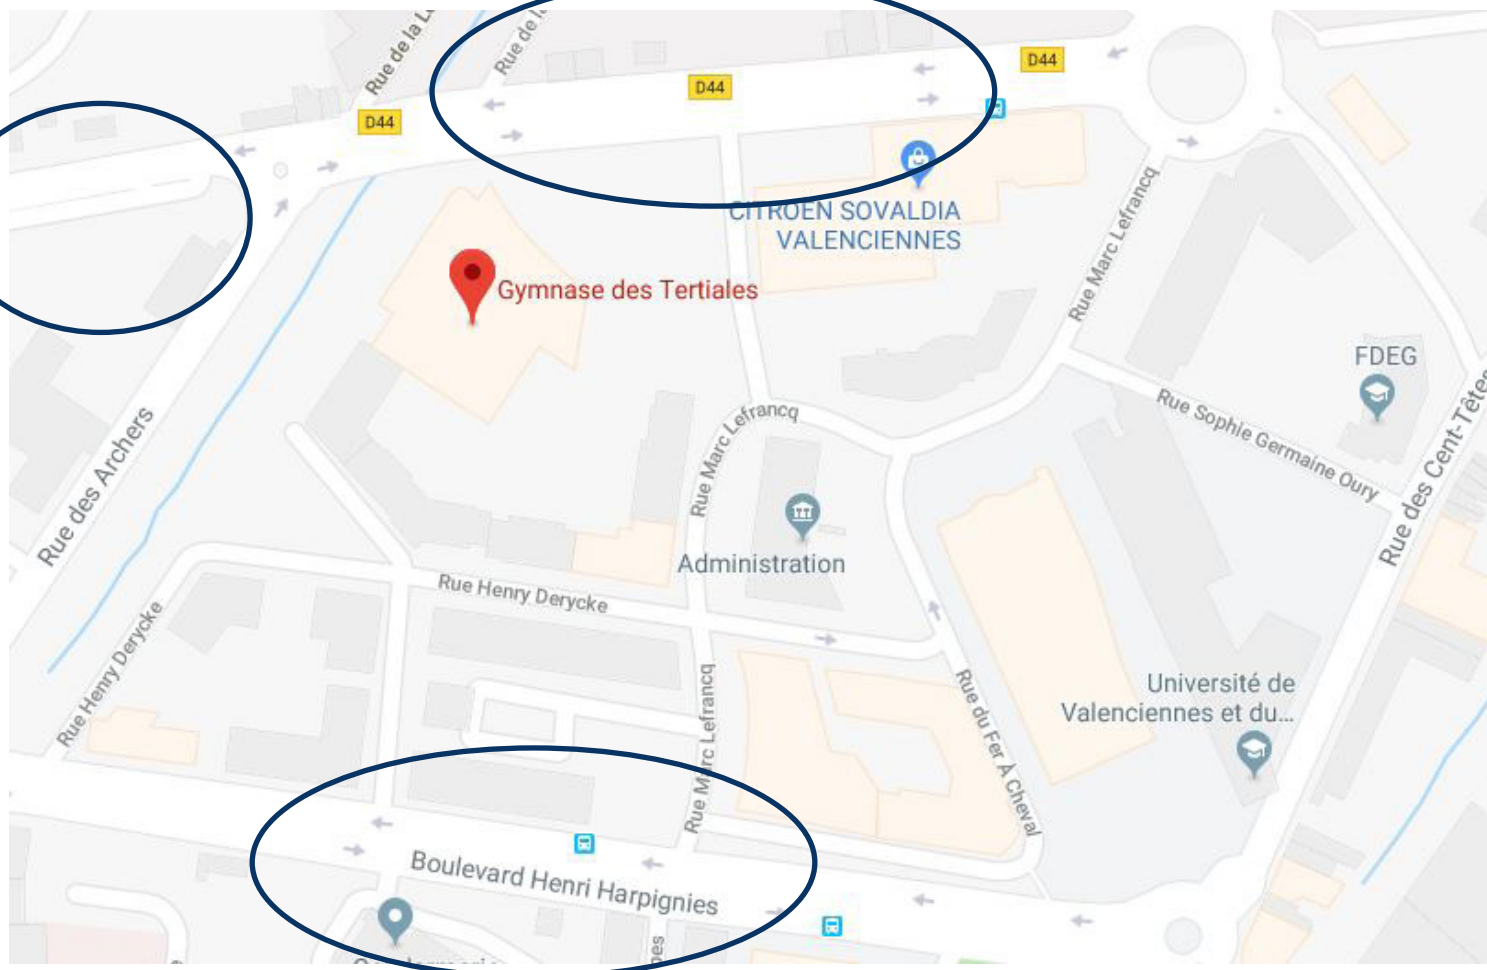 Rue de la L
Rue de la
D44
D44
D44
CITROEN SOVALDIA
VALENCIENNES
Gymnase des Tertiales
Rue Marc Lefrancq
FDEG
Rue des Archers
Rue Marc Lefrancq
Rue Sophie Germaine Oury
Rue des Cent-Têtes
Administration
Rue Henry Derycke
Rue Henry Derycke
Rue Marc Lefrancq
Rue du Fer À Cheval
Université de
Valenciennes et du...
Boulevard Henri Harpignies
pes